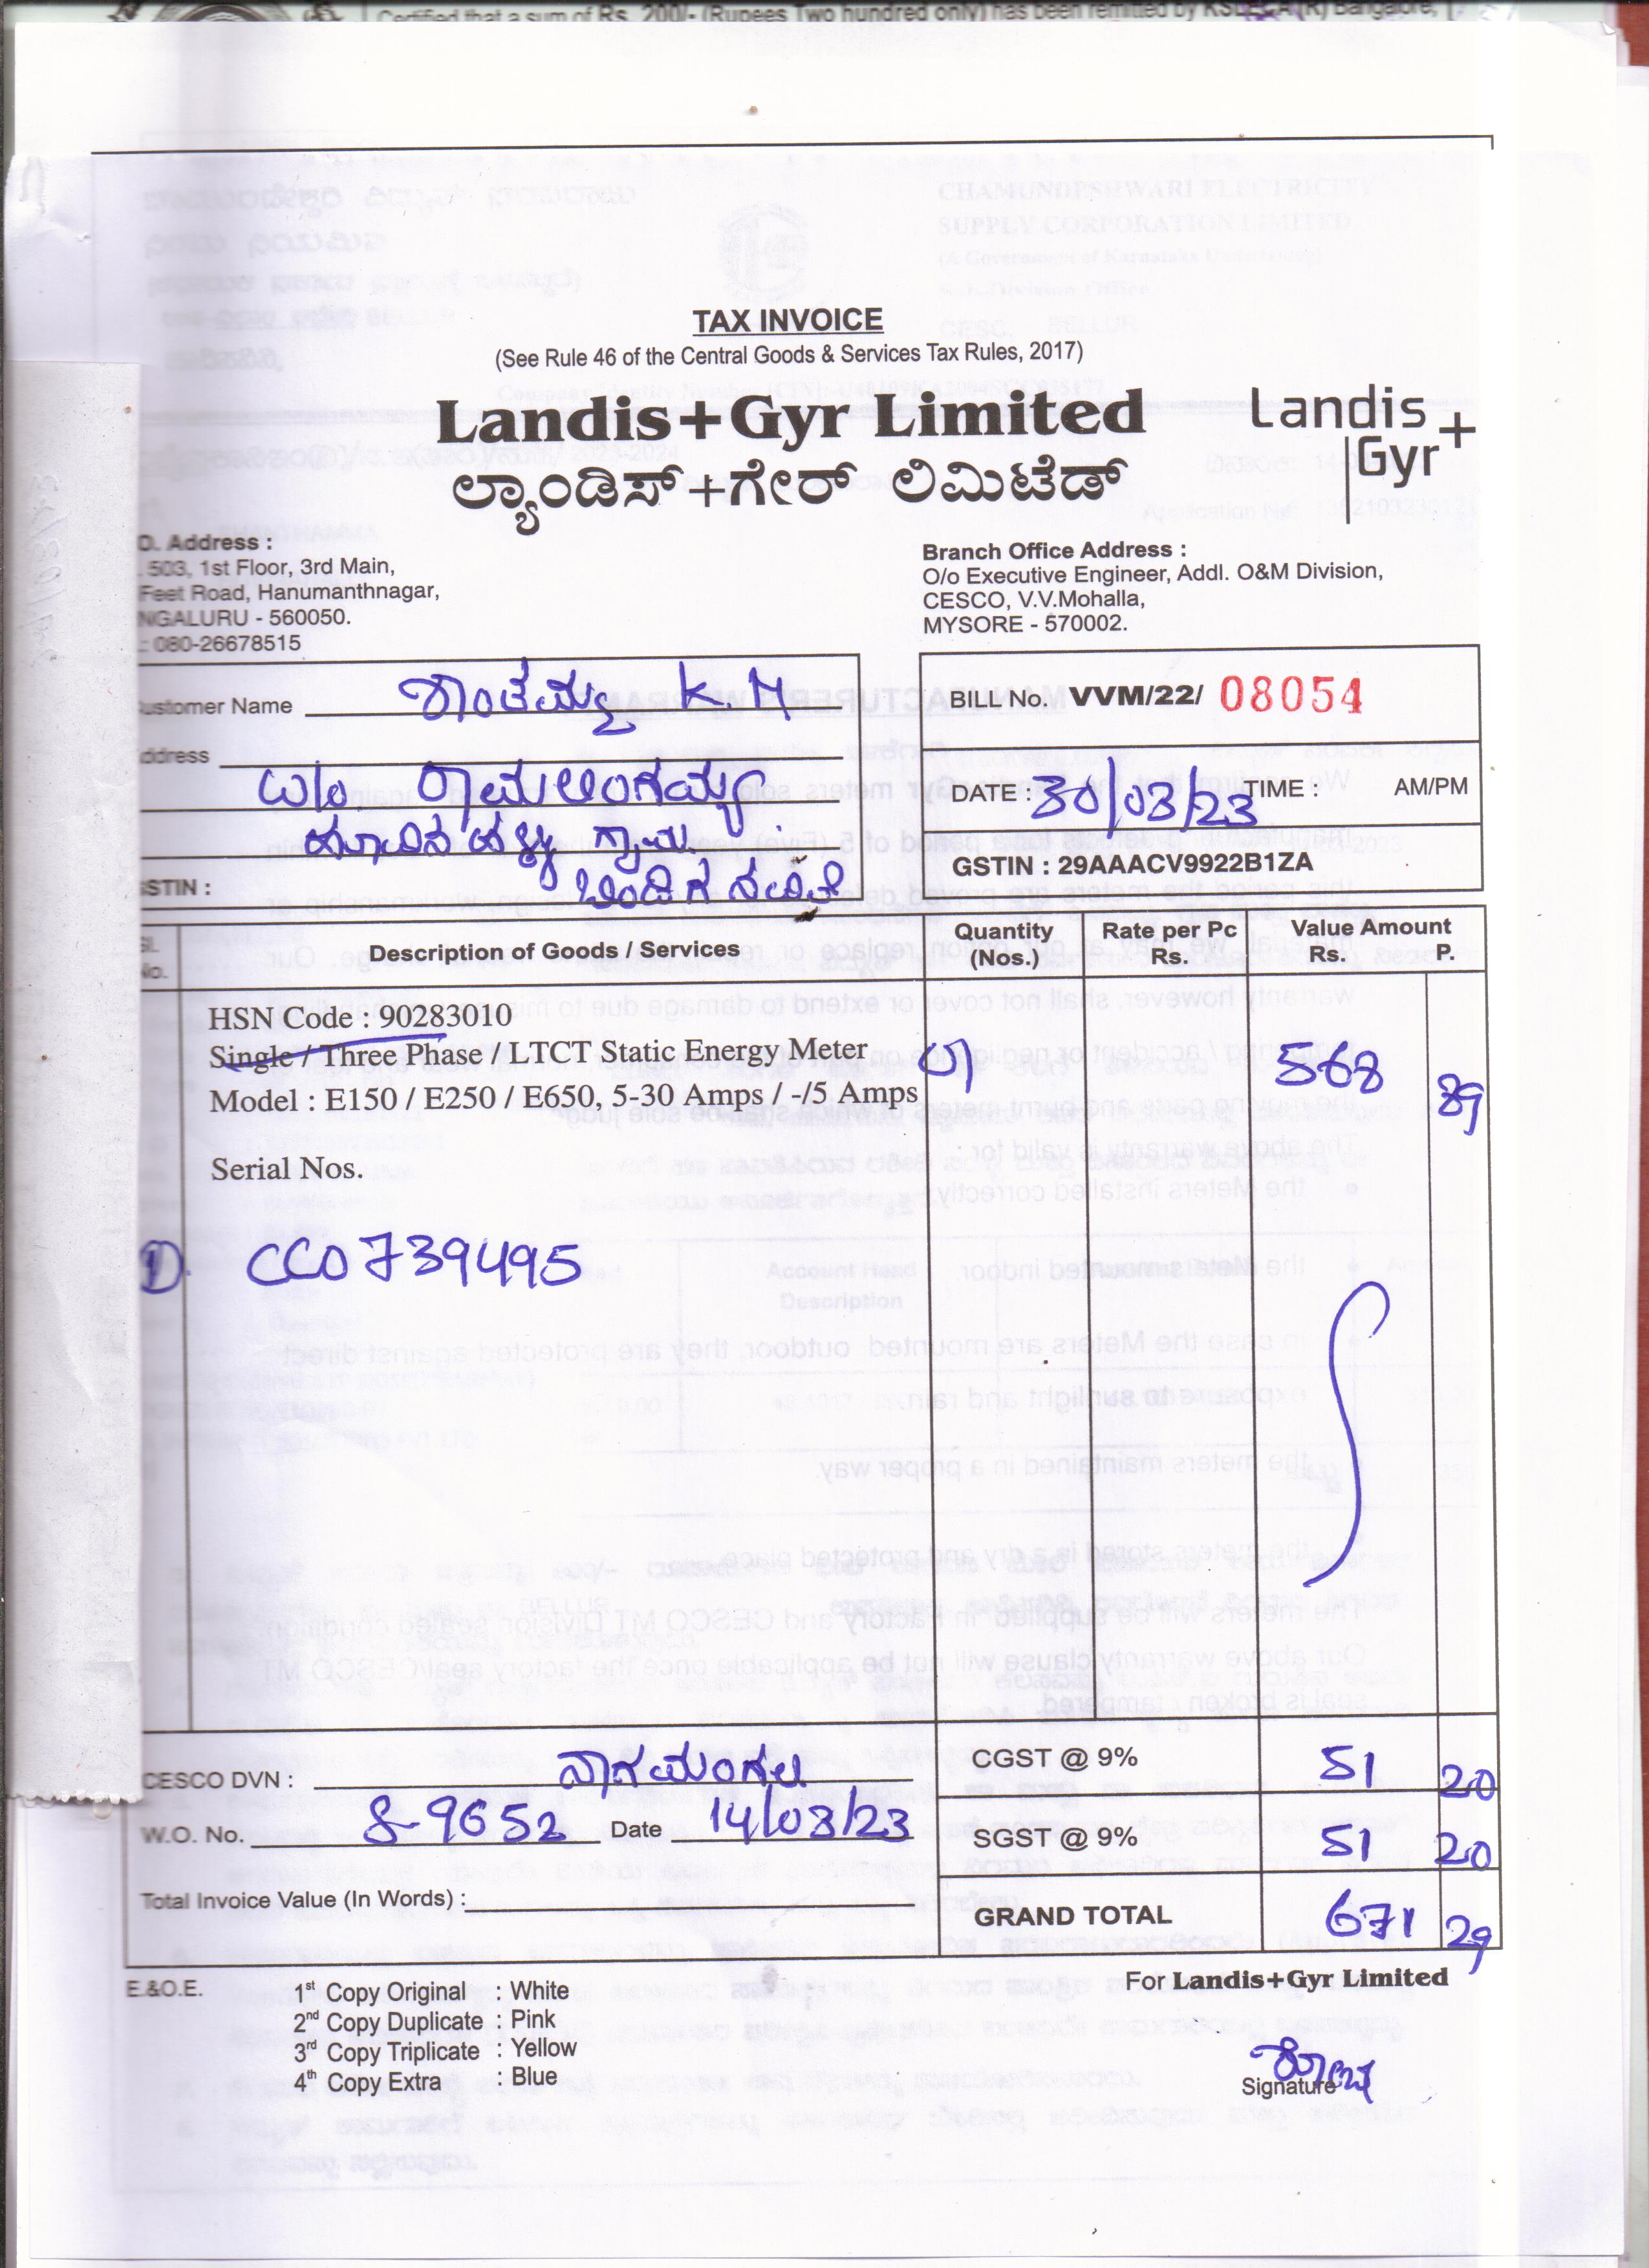 Certified that a sum of Rs. 200/- (Rupees Two hundred only) has been remitted by Bangalore,
TAX INVOICE
(See Rule 46 of the Central Goods & Services Tax Rules, 2017)
Landis+Gyr Limited
ಲ್ಯಾಂಡಿಸ್+ಗೇರ್ ಲಿಮಿಟೆಡ್
Landis
Gyr+
O. Address :
503, 1st Floor, 3rd Main,
Feet Road, Hanumanthnagar,
NGALURU - 560050.
: 080-26678515
Branch Office Address :
O/o Executive Engineer, Addl. O&M Division,
CESCO, V.V.Mohalla,
MYSORE - 570002.
ustomer Name ಶಾಂತಮ್ಮ K.M
ddress
W/o ರಾಮಲಿಂಗಯ್ಯ
ಗ್ರಾಮ
GSTIN :
BILL No. VVM/22/ 08054
DATE : 30/03/23 TIME : AM/PM
GSTIN : 29AAACV9922B1ZA
Sl. No. Description of Goods / Services Quantity (Nos.) Rate per Pc Rs. Value Amount Rs. P.
HSN Code : 90283010
Single / Three Phase / LTCT Static Energy Meter 01 568 89
Model : E150 / E250 / E650, 5-30 Amps / -/5 Amps
Serial Nos.
1). CC0739495
CESCO DVN : ನಾಗಮಂಗಲ
CGST @ 9% 51 20
W.O. No. 8-9652 Date 14/03/23
SGST @ 9% 51 20
Total Invoice Value (In Words) :
GRAND TOTAL 671 29
E.&O.E.
1st Copy Original : White
2nd Copy Duplicate : Pink
3rd Copy Triplicate : Yellow
4th Copy Extra : Blue
For Landis+Gyr Limited
Signature